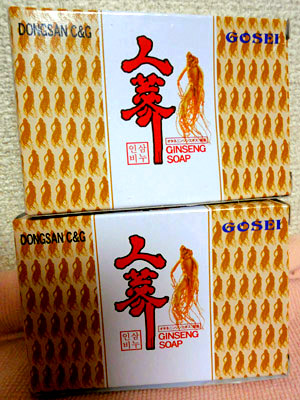 DONGSAN C&G
GOSEI
人蔘
인삼
비누
GINSENG
SOAP
DONGSAN C&G
GOSEI
人蔘
인삼
비누
GINSENG
SOAP